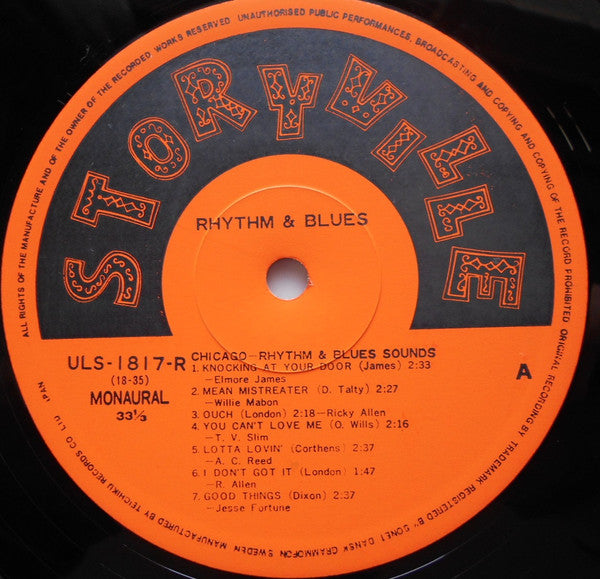 ALL RIGHTS OF THE MANUFACTURE AND OF THE OWNER OF THE RECORDED WORKS RESERVED UNAUTHORISED PUBLIC PERFORMANCES, BROADCASTING AND COPYING AND COPYING OF THE RECORD PROHIBITED
STORYVILLE
RHYTHM & BLUES
ULS-1817-R
(18-35)
MONAURAL
33⅓
CHICAGO—RHYTHM & BLUES SOUNDS
1. KNOCKING AT YOUR DOOR (James) 2:33
—Elmore James
2. MEAN MISTREATER (D. Talty) 2:27
—Willie Mabon
3. OUCH (London) 2:18—Ricky Allen
4. YOU CAN'T LOVE ME (O. Wills) 2:16
—T. V. Slim
5. LOTTA LOVIN' (Corthens) 2:37
—A. C. Reed
6. I DON'T GOT IT (London) 1:47
—R. Allen
7. GOOD THINGS (Dixon) 2:37
—Jesse Fortune
A
ORIGINAL RECORDING BY TRADEMARK REGISTERED BY SONET DANSK GRAMMOFON SWEDEN MANUFACTURED BY TEICHIKU RECORDS CO LTD JAPAN